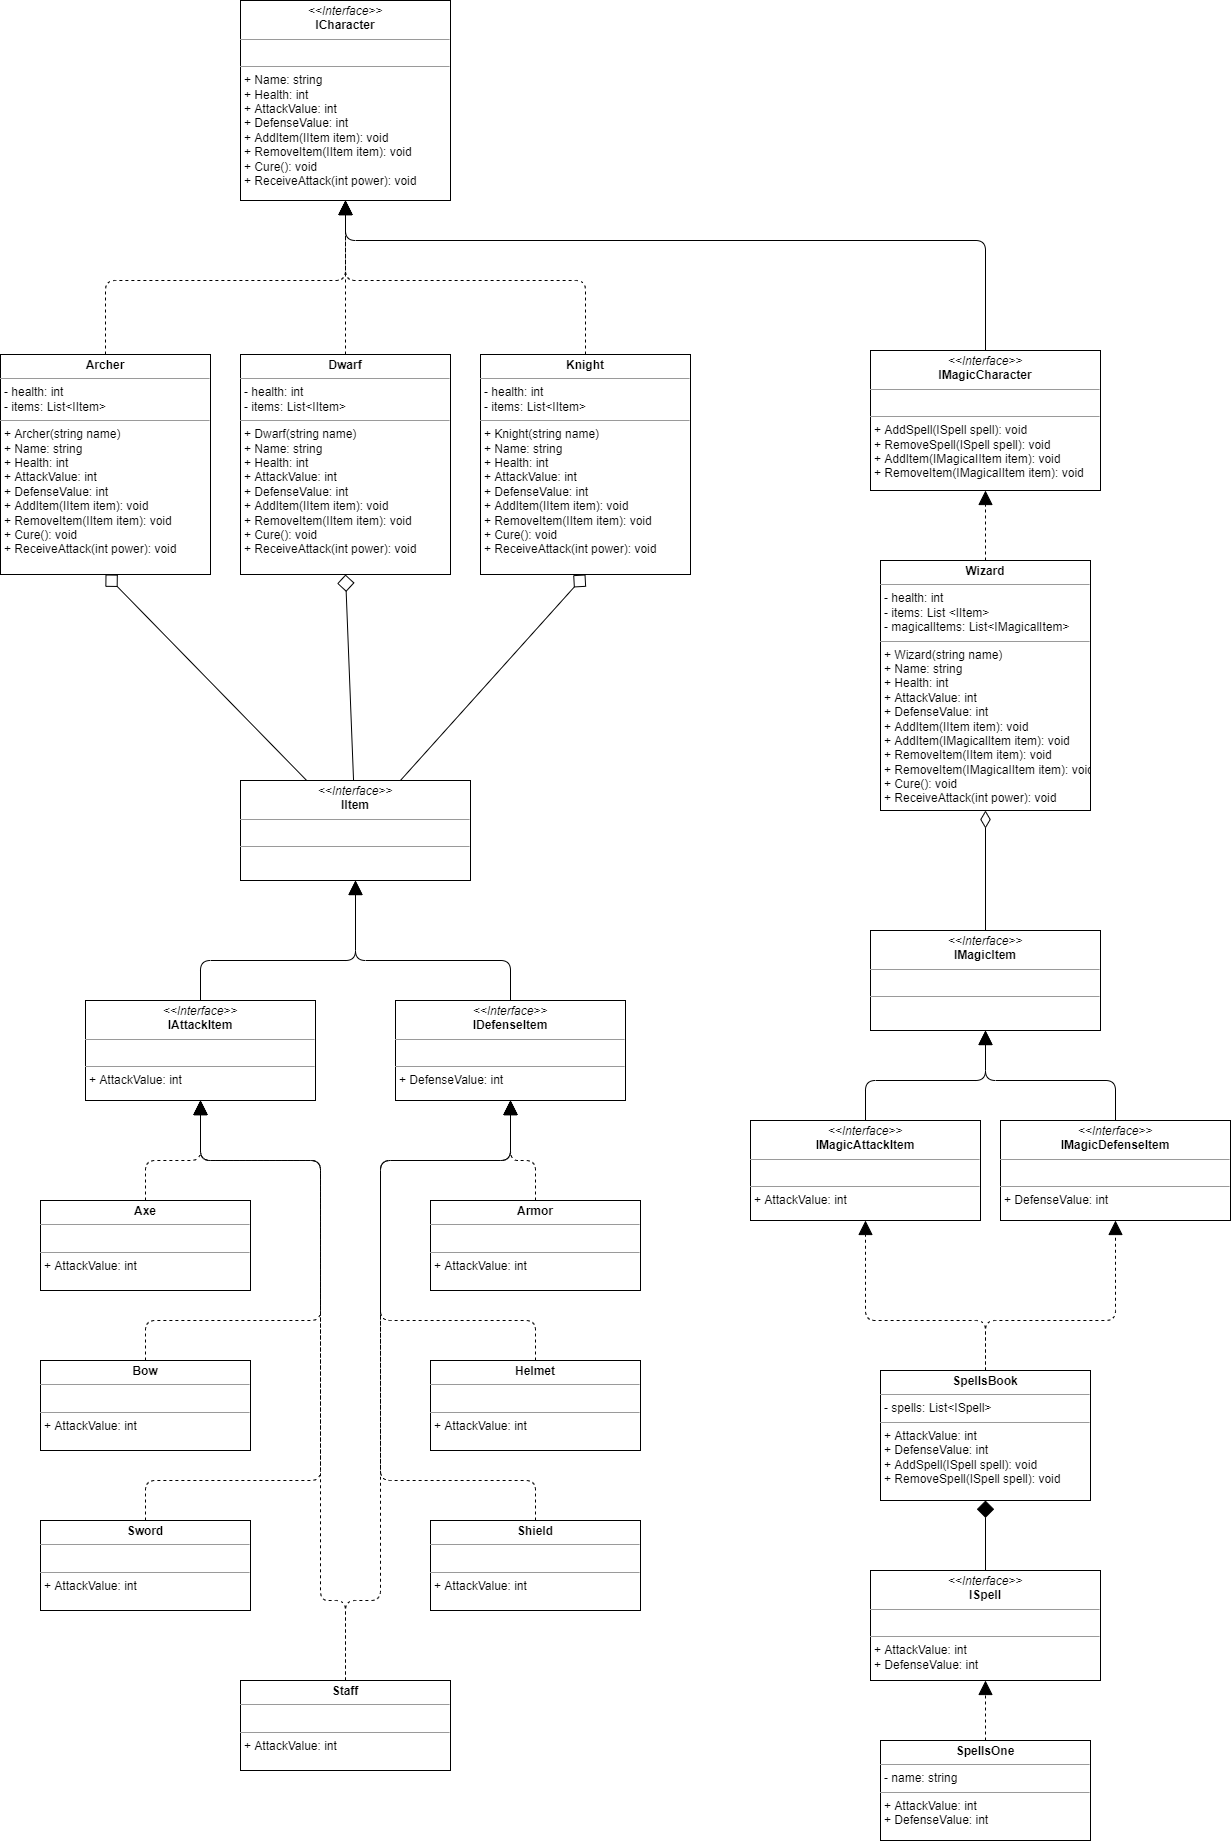 <<Interface>>
ICharacter
+ Name: string
+ Health: int
+ AttackValue: int
+ DefenseValue: int
+ AddItem(IItem item): void
+ RemoveItem(IItem item): void
+ Cure(): void
+ ReceiveAttack(int power): void
Archer
- health: int
- items: List<IItem>
+ Archer(string name)
+ Name: string
+ Health: int
+ AttackValue: int
+ DefenseValue: int
+ AddItem(IItem item): void
+ RemoveItem(IItem item): void
+ Cure(): void
+ ReceiveAttack(int power): void
Dwarf
- health: int
- items: List<IItem>
+ Dwarf(string name)
+ Name: string
+ Health: int
+ AttackValue: int
+ DefenseValue: int
+ AddItem(IItem item): void
+ RemoveItem(IItem item): void
+ Cure(): void
+ ReceiveAttack(int power): void
Knight
- health: int
- items: List<IItem>
+ Knight(string name)
+ Name: string
+ Health: int
+ AttackValue: int
+ DefenseValue: int
+ AddItem(IItem item): void
+ RemoveItem(IItem item): void
+ Cure(): void
+ ReceiveAttack(int power): void
<<Interface>>
IMagicCharacter
+ AddSpell(ISpell spell): void
+ RemoveSpell(ISpell spell): void
+ AddItem(IMagicalItem item): void
+ RemoveItem(IMagicalItem item): void
Wizard
- health: int
- items: List <IItem>
- magicalItems: List<IMagicalItem>
+ Wizard(string name)
+ Name: string
+ Health: int
+ AttackValue: int
+ DefenseValue: int
+ AddItem(IItem item): void
+ AddItem(IMagicalItem item): void
+ RemoveItem(IItem item): void
+ RemoveItem(IMagicalItem item): void
+ Cure(): void
+ ReceiveAttack(int power): void
<<Interface>>
IItem
<<Interface>>
IAttackItem
+ AttackValue: int
<<Interface>>
IDefenseItem
+ DefenseValue: int
<<Interface>>
IMagicItem
<<Interface>>
IMagicAttackItem
+ AttackValue: int
<<Interface>>
IMagicDefenseItem
+ DefenseValue: int
Axe
+ AttackValue: int
Armor
+ AttackValue: int
Bow
+ AttackValue: int
Helmet
+ AttackValue: int
Sword
+ AttackValue: int
Shield
+ AttackValue: int
Staff
+ AttackValue: int
SpellsBook
- spells: List<ISpell>
+ AttackValue: int
+ DefenseValue: int
+ AddSpell(ISpell spell): void
+ RemoveSpell(ISpell spell): void
<<Interface>>
ISpell
+ AttackValue: int
+ DefenseValue: int
SpellsOne
- name: string
+ AttackValue: int
+ DefenseValue: int